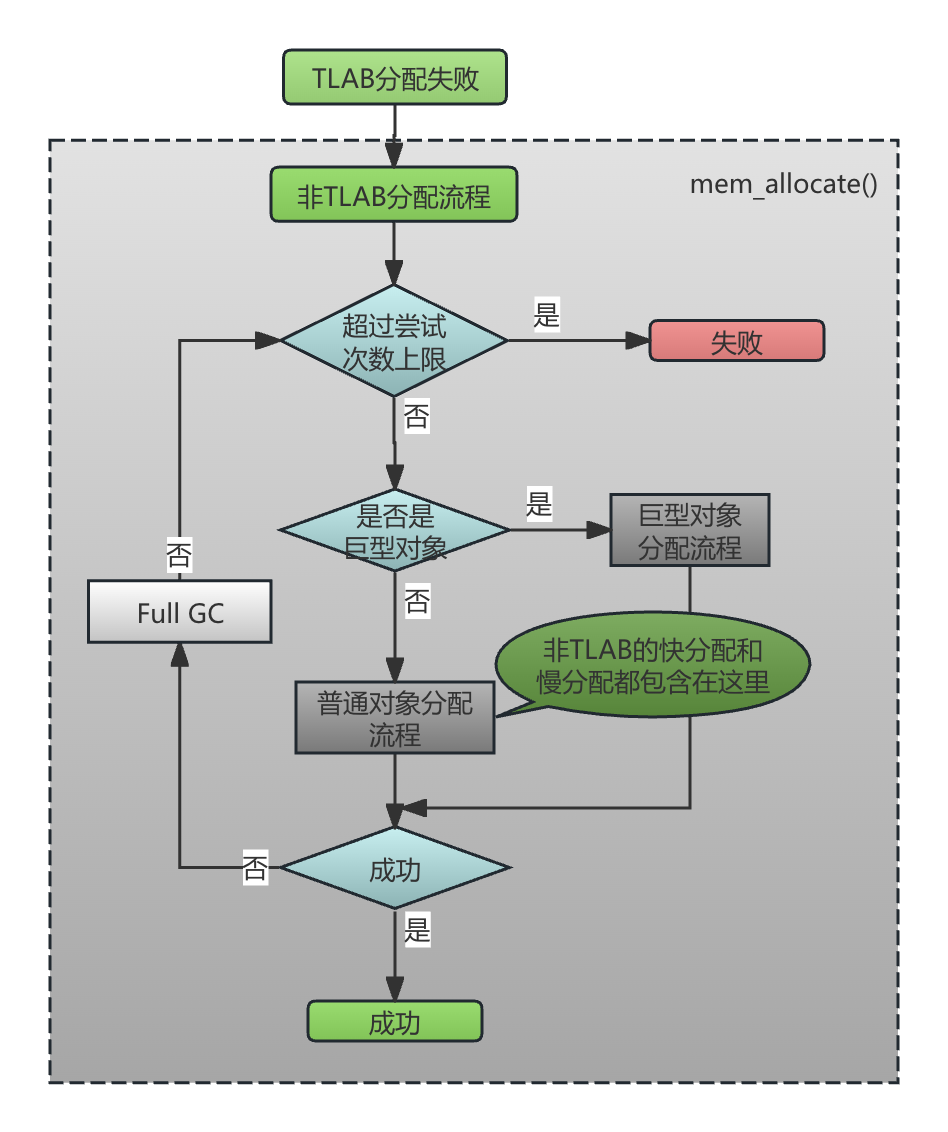 TLAB分配失败
mem_allocate()
非TLAB分配流程
超过尝试
次数上限
是
失败
否
是否是
巨型对象
是
巨型对象
分配流程
否
否
Full GC
非TLAB的快分配和
慢分配都包含在这里
普通对象分配
流程
成功
否
是
成功